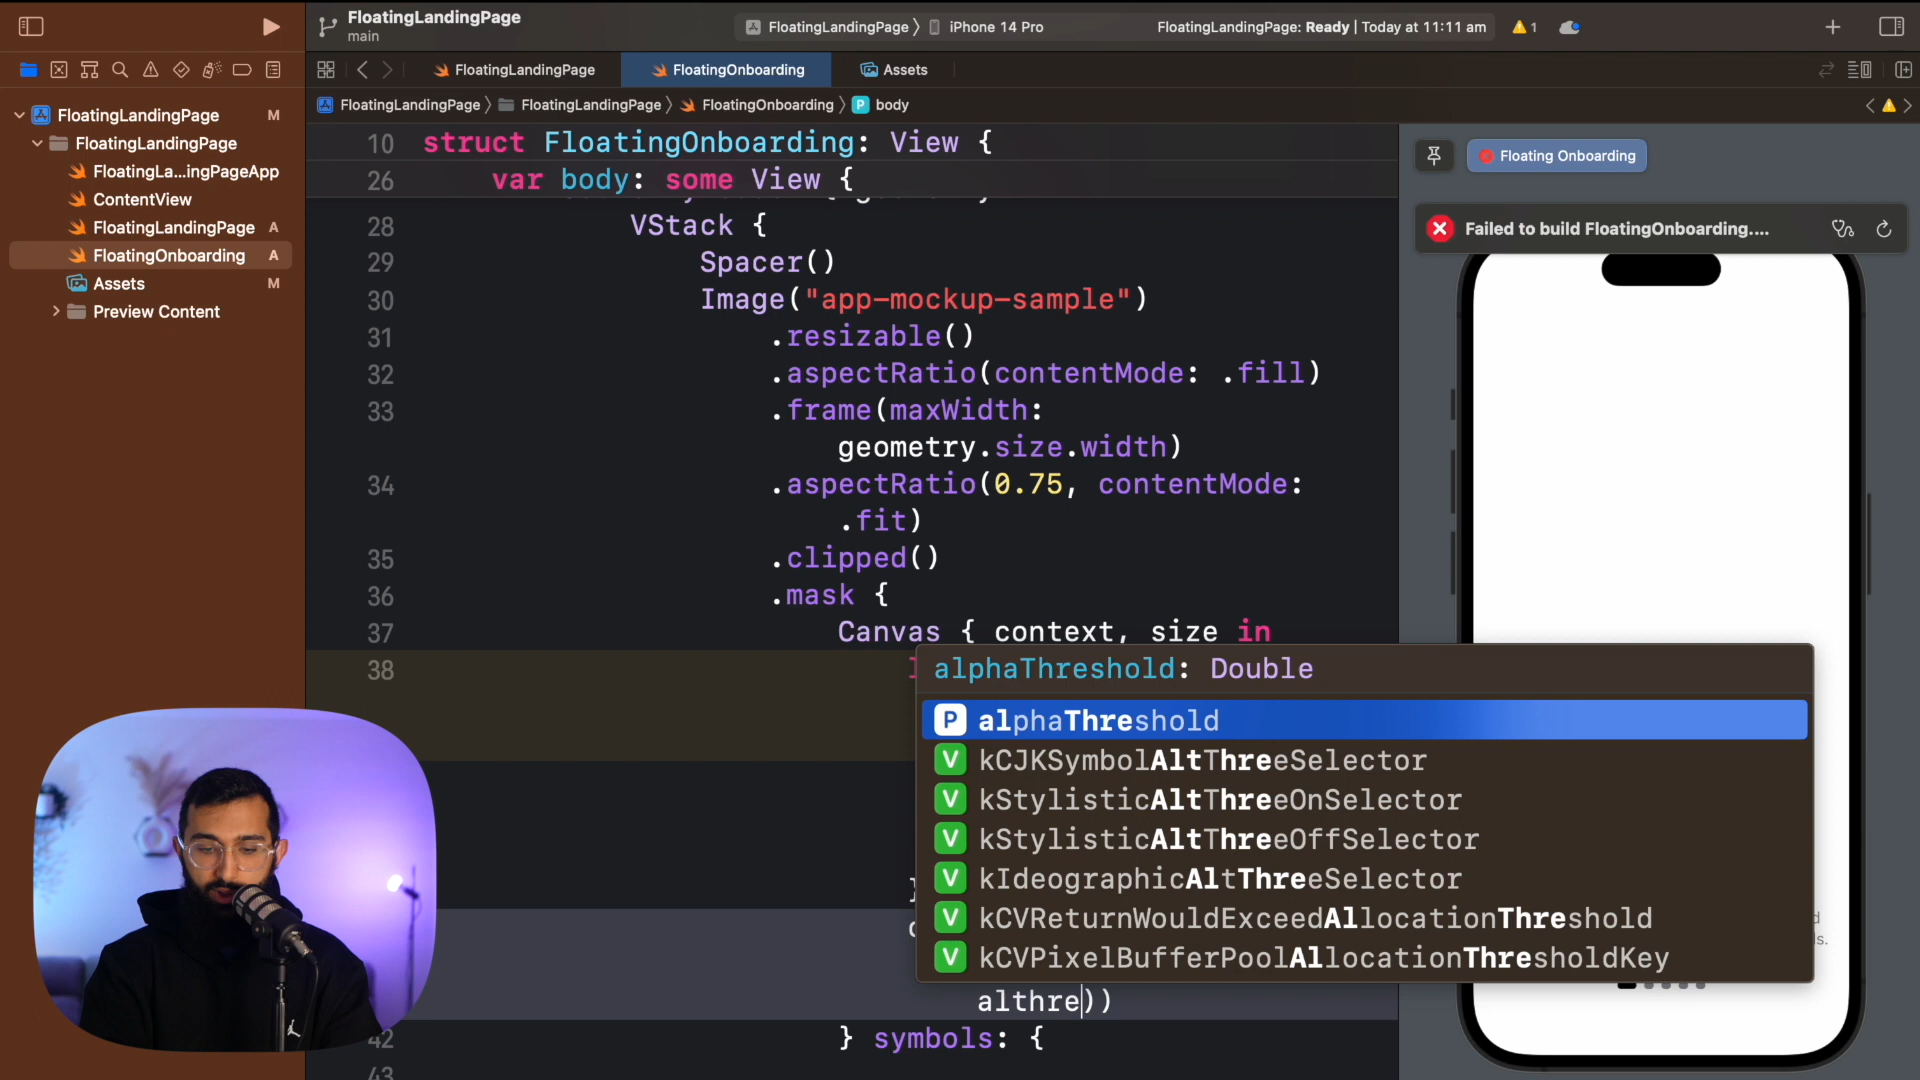 FloatingLandingPage
main
FloatingLandingPage
iPhone 14 Pro
FloatingLandingPage: Ready | Today at 11:11 am
1
FloatingLandingPage
FloatingOnboarding
Assets
FloatingLandingPage
FloatingLandingPage
FloatingOnboarding
P body
FloatingLandingPage M
FloatingLandingPage
FloatingLa...ingPageApp
ContentView
FloatingLandingPage A
FloatingOnboarding A
Assets M
Preview Content
10 struct FloatingOnboarding: View {
26 var body: some View {
28 VStack {
29 Spacer()
30 Image("app-mockup-sample")
31 .resizable()
32 .aspectRatio(contentMode: .fill)
33 .frame(maxWidth:
geometry.size.width)
34 .aspectRatio(0.75, contentMode:
.fit)
35 .clipped()
36 .mask {
37 Canvas { context, size in
38
alphaThreshold: Double
P alphaThreshold
V kCJKSymbolAltThreeSelector
V kStylisticAltThreeOnSelector
V kStylisticAltThreeOffSelector
V kIdeographicAltThreeSelector
V kCVReturnWouldExceedAllocationThreshold
V kCVPixelBufferPoolAllocationThresholdKey
althre))
42 } symbols: {
43
Floating Onboarding
Failed to build FloatingOnboarding....